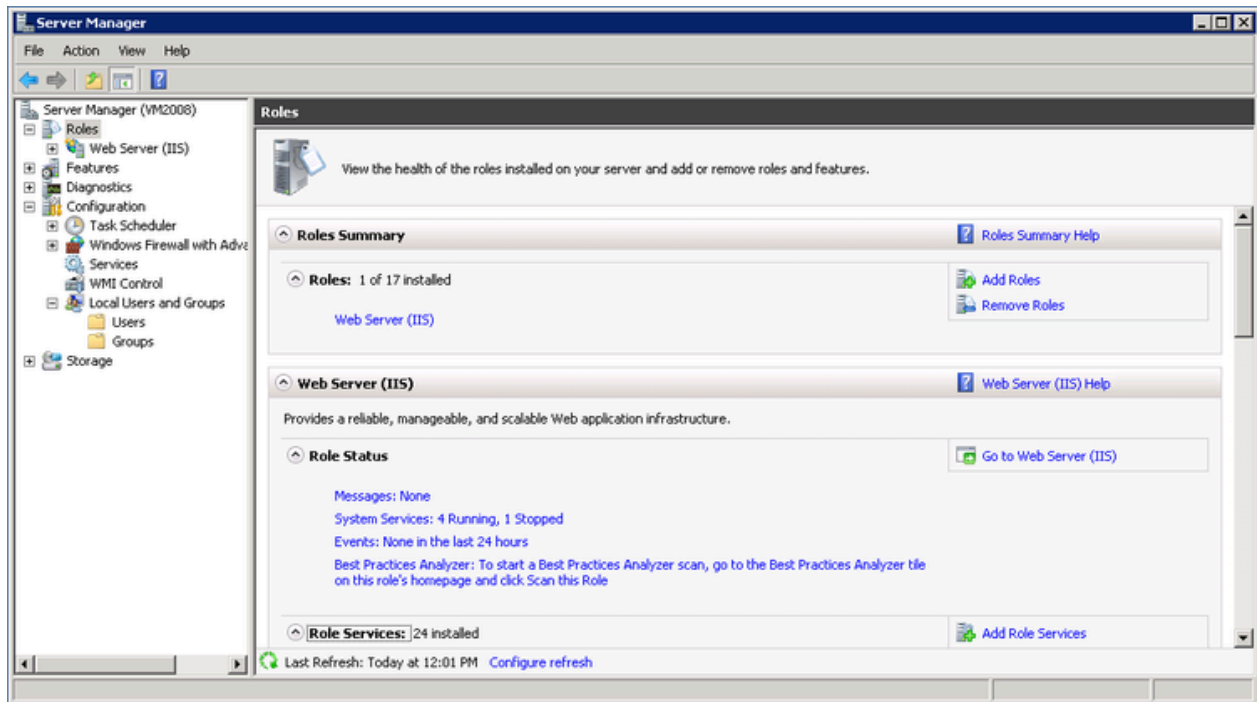 Server Manager
File Action View Help
Server Manager (VM2008)
Roles
Web Server (IIS)
Features
Diagnostics
Configuration
Task Scheduler
Windows Firewall with Adva
Services
WMI Control
Local Users and Groups
Users
Groups
Storage
Roles
View the health of the roles installed on your server and add or remove roles and features.
Roles Summary
Roles Summary Help
Roles: 1 of 17 installed
Add Roles
Remove Roles
Web Server (IIS)
Web Server (IIS)
Web Server (IIS) Help
Provides a reliable, manageable, and scalable Web application infrastructure.
Role Status
Go to Web Server (IIS)
Messages: None
System Services: 4 Running, 1 Stopped
Events: None in the last 24 hours
Best Practices Analyzer: To start a Best Practices Analyzer scan, go to the Best Practices Analyzer tile
on this role's homepage and click Scan this Role
Role Services: 24 installed
Add Role Services
Last Refresh: Today at 12:01 PM Configure refresh